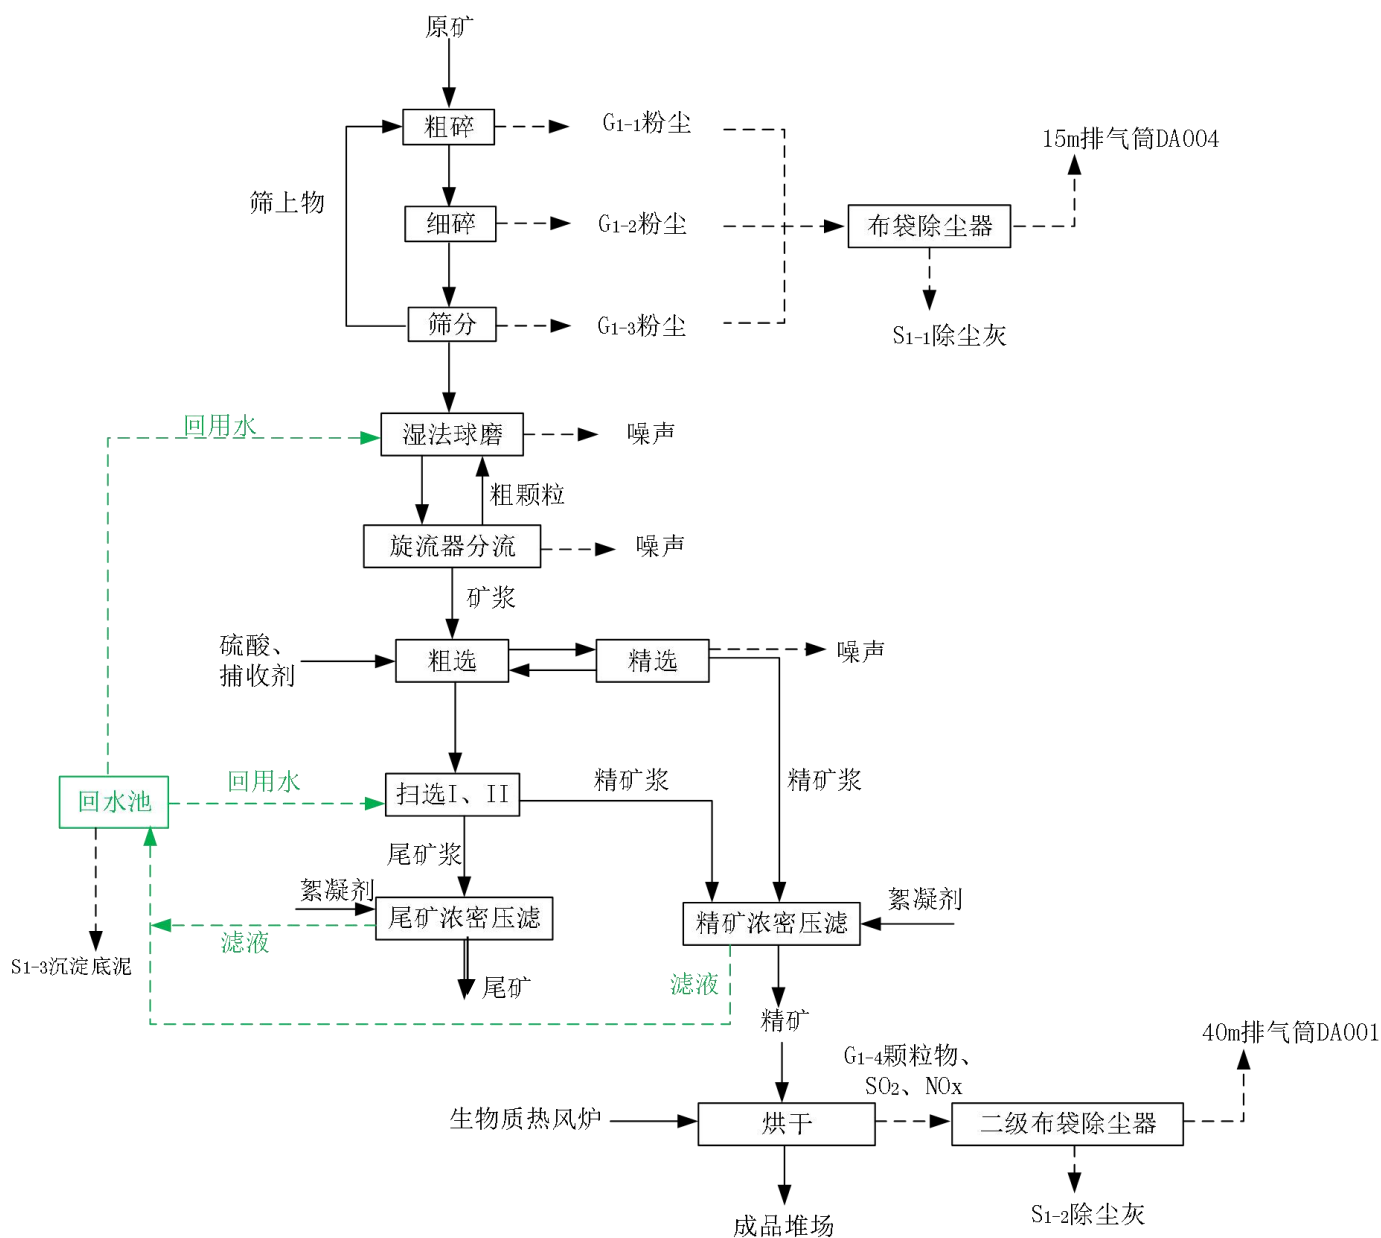 原矿
粗碎
G1-1粉尘
15m排气筒DA004
筛上物
细碎
G1-2粉尘
布袋除尘器
筛分
G1-3粉尘
S1-1除尘灰
回用水
湿法球磨
噪声
粗颗粒
旋流器分流
噪声
矿浆
硫酸、
捕收剂
粗选
精选
噪声
回用水
精矿浆
精矿浆
回水池
扫选I、II
尾矿浆
絮凝剂
絮凝剂
尾矿浓密压滤
精矿浓密压滤
滤液
S1-3沉淀底泥
尾矿
滤液
精矿
40m排气筒DA001
G1-4颗粒物、
SO2、NOx
生物质热风炉
烘干
二级布袋除尘器
成品堆场
S1-2除尘灰